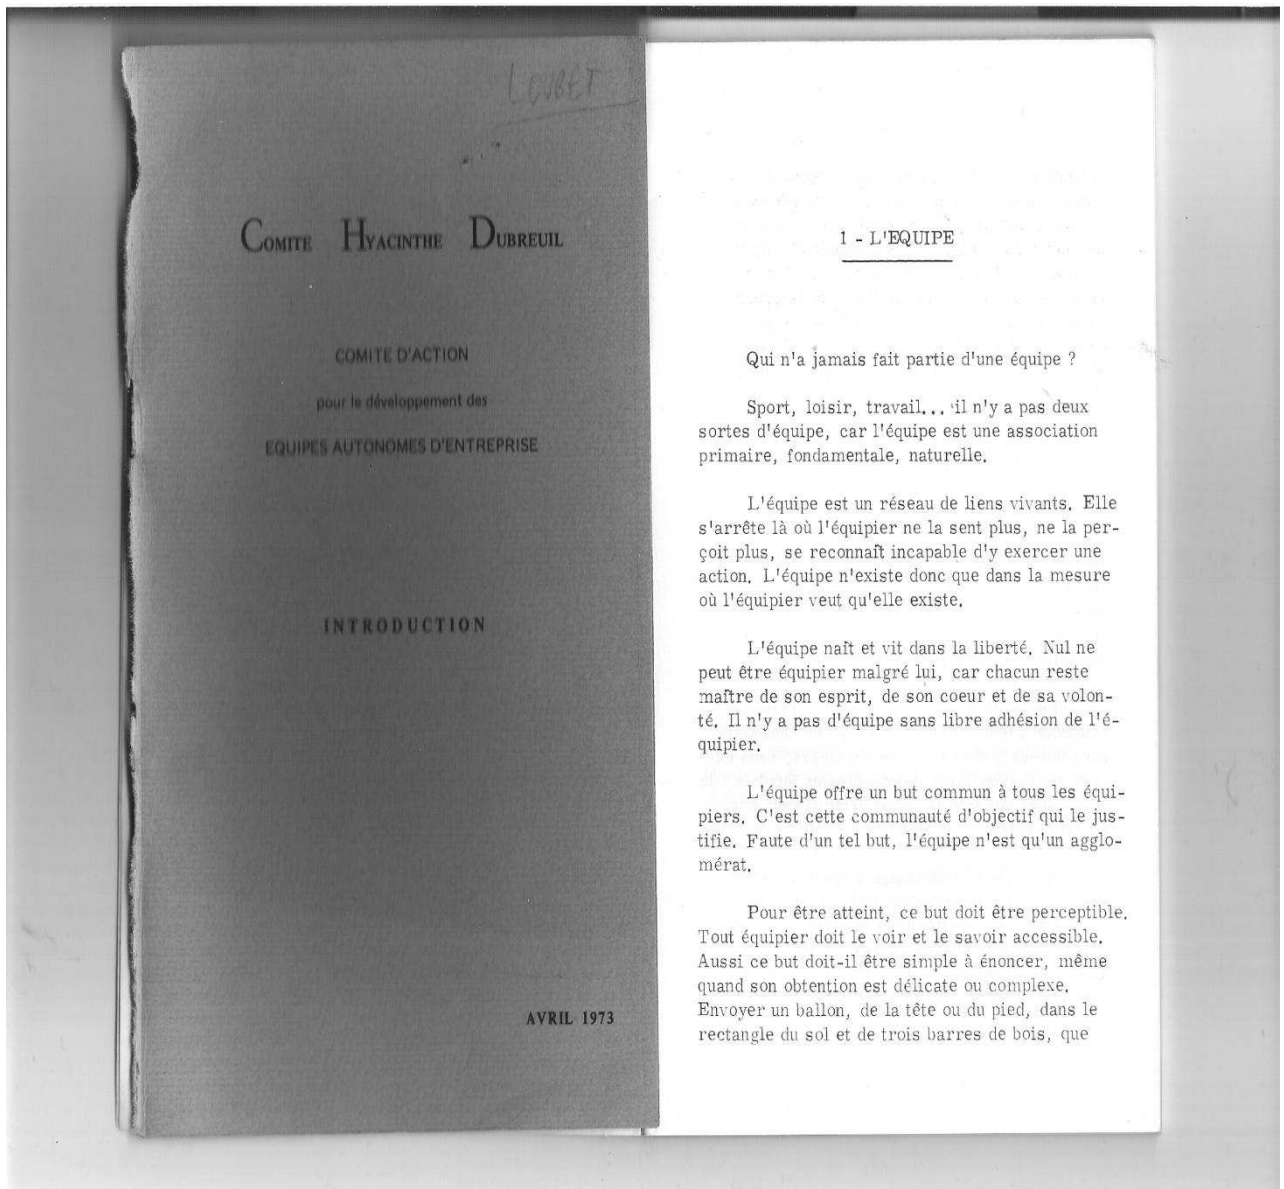 LOUBET
COMITE HYACINTHE DUBREUIL
COMITE D'ACTION
pour le développement des
EQUIPES AUTONOMES D'ENTREPRISE
INTRODUCTION
AVRIL 1973
1 - L'EQUIPE
Qui n'a jamais fait partie d'une équipe ?
Sport, loisir, travail... il n'y a pas deux
sortes d'équipe, car l'équipe est une association
primaire, fondamentale, naturelle.
L'équipe est un réseau de liens vivants. Elle
s'arrête là où l'équipier ne la sent plus, ne la per-
çoit plus, se reconnaît incapable d'y exercer une
action. L'équipe n'existe donc que dans la mesure
où l'équipier veut qu'elle existe.
L'équipe naît et vit dans la liberté. Nul ne
peut être équipier malgré lui, car chacun reste
maître de son esprit, de son coeur et de sa volon-
té. Il n'y a pas d'équipe sans libre adhésion de l'é-
quipier.
L'équipe offre un but commun à tous les équi-
piers. C'est cette communauté d'objectif qui le jus-
tifie. Faute d'un tel but, l'équipe n'est qu'un agglo-
mérat.
Pour être atteint, ce but doit être perceptible.
Tout équipier doit le voir et le savoir accessible.
Aussi ce but doit-il être simple à énoncer, même
quand son obtention est délicate ou complexe.
Envoyer un ballon, de la tête ou du pied, dans le
rectangle du sol et de trois barres de bois, que